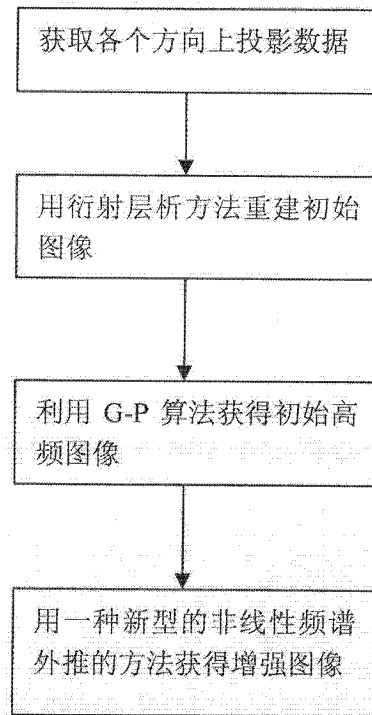 获取各个方向上投影数据
用衍射层析方法重建初始
图像
利用 G-P 算法获得初始高
频图像
用一种新型的非线性频谱
外推的方法获得增强图像